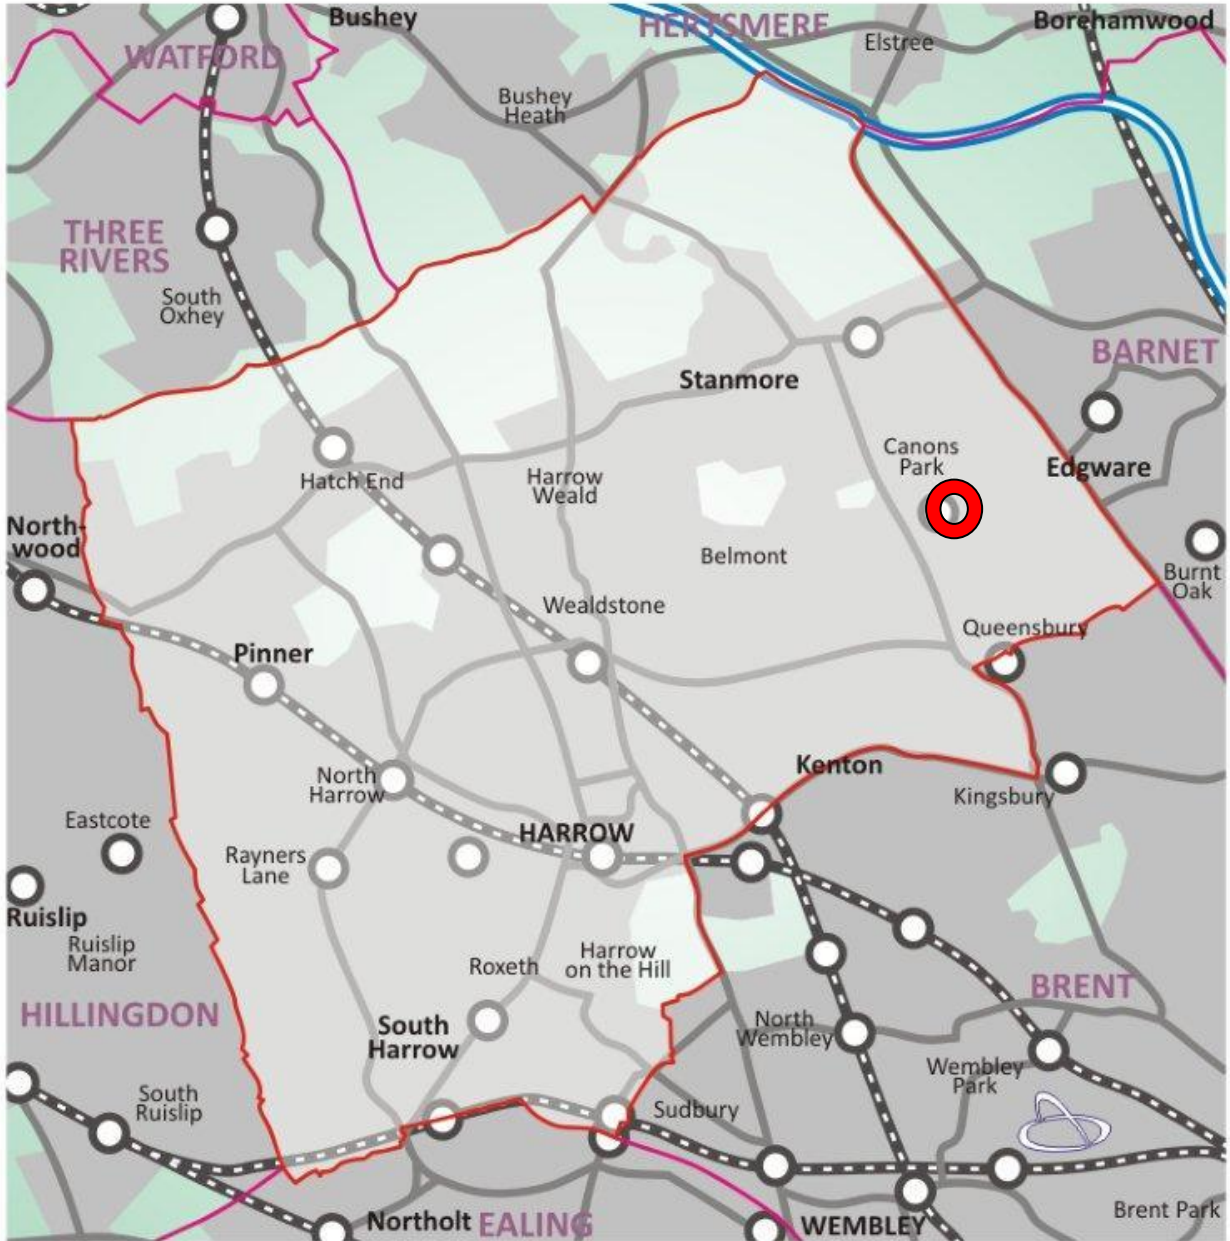 Bushey
HERTSMERE
Borehamwood
WATFORD
Elstree
Bushey
Heath
THREE
RIVERS
South
Oxhey
BARNET
Stanmore
Canons
Park
Edgware
Hatch End
Harrow
Weald
North-
wood
Belmont
Burnt
Oak
Wealdstone
Queensbury
Pinner
North
Harrow
Kenton
Kingsbury
Eastcote
HARROW
Rayners
Lane
Ruislip
Ruislip
Manor
Roxeth
Harrow
on the Hill
BRENT
HILLINGDON
South
Harrow
North
Wembley
Wembley
Park
South
Ruislip
Sudbury
Northolt
EALING
WEMBLEY
Brent Park